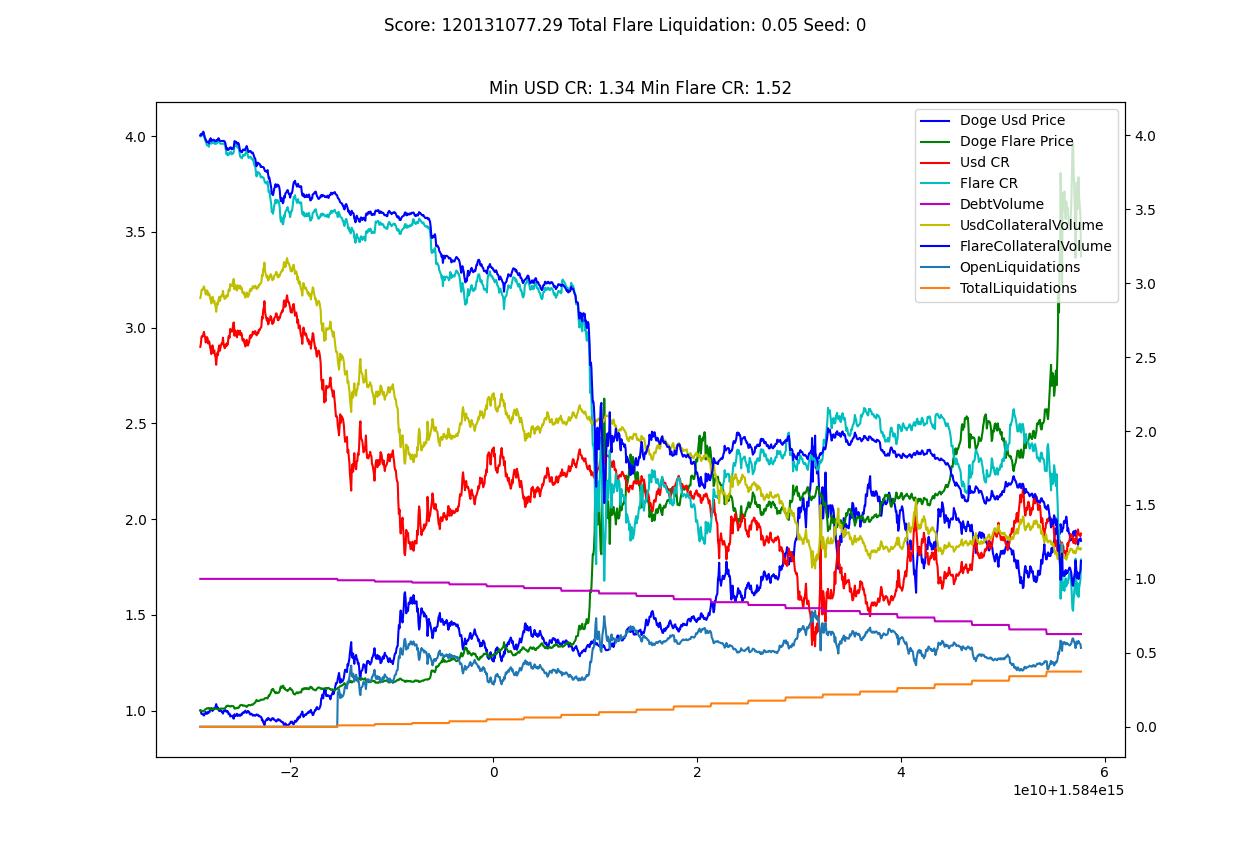 Score: 120131077.29 Total Flare Liquidation: 0.05 Seed: 0
Min USD CR: 1.34 Min Flare CR: 1.52
Doge Usd Price
Doge Flare Price
Usd CR
Flare CR
DebtVolume
UsdCollateralVolume
FlareCollateralVolume
OpenLiquidations
TotalLiquidations
4.0
3.5
3.0
2.5
2.0
1.5
1.0
4.0
3.5
3.0
2.5
2.0
1.5
1.0
0.5
0.0
−2 0 2 4 6
1e10+1.584e15